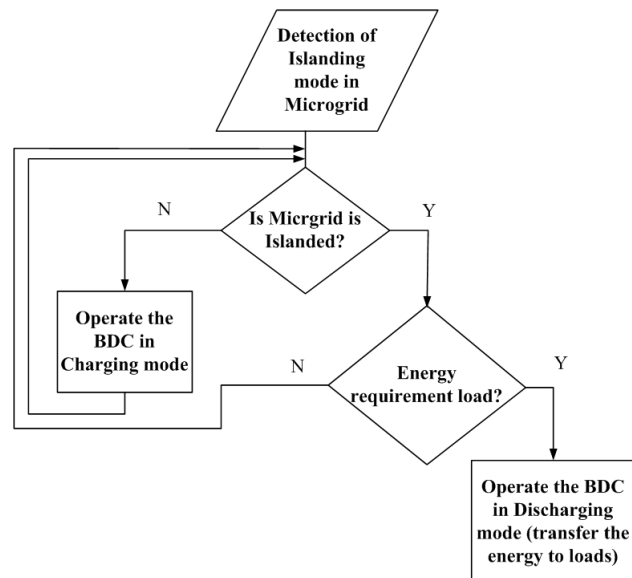 Detection of
Islanding
mode in
Microgrid
N
Y
Is Micrgrid is
Islanded?
Operate the
BDC in
Charging mode
N
Energy
requirement load?
Y
Operate the BDC
in Discharging
mode (transfer the
energy to loads)